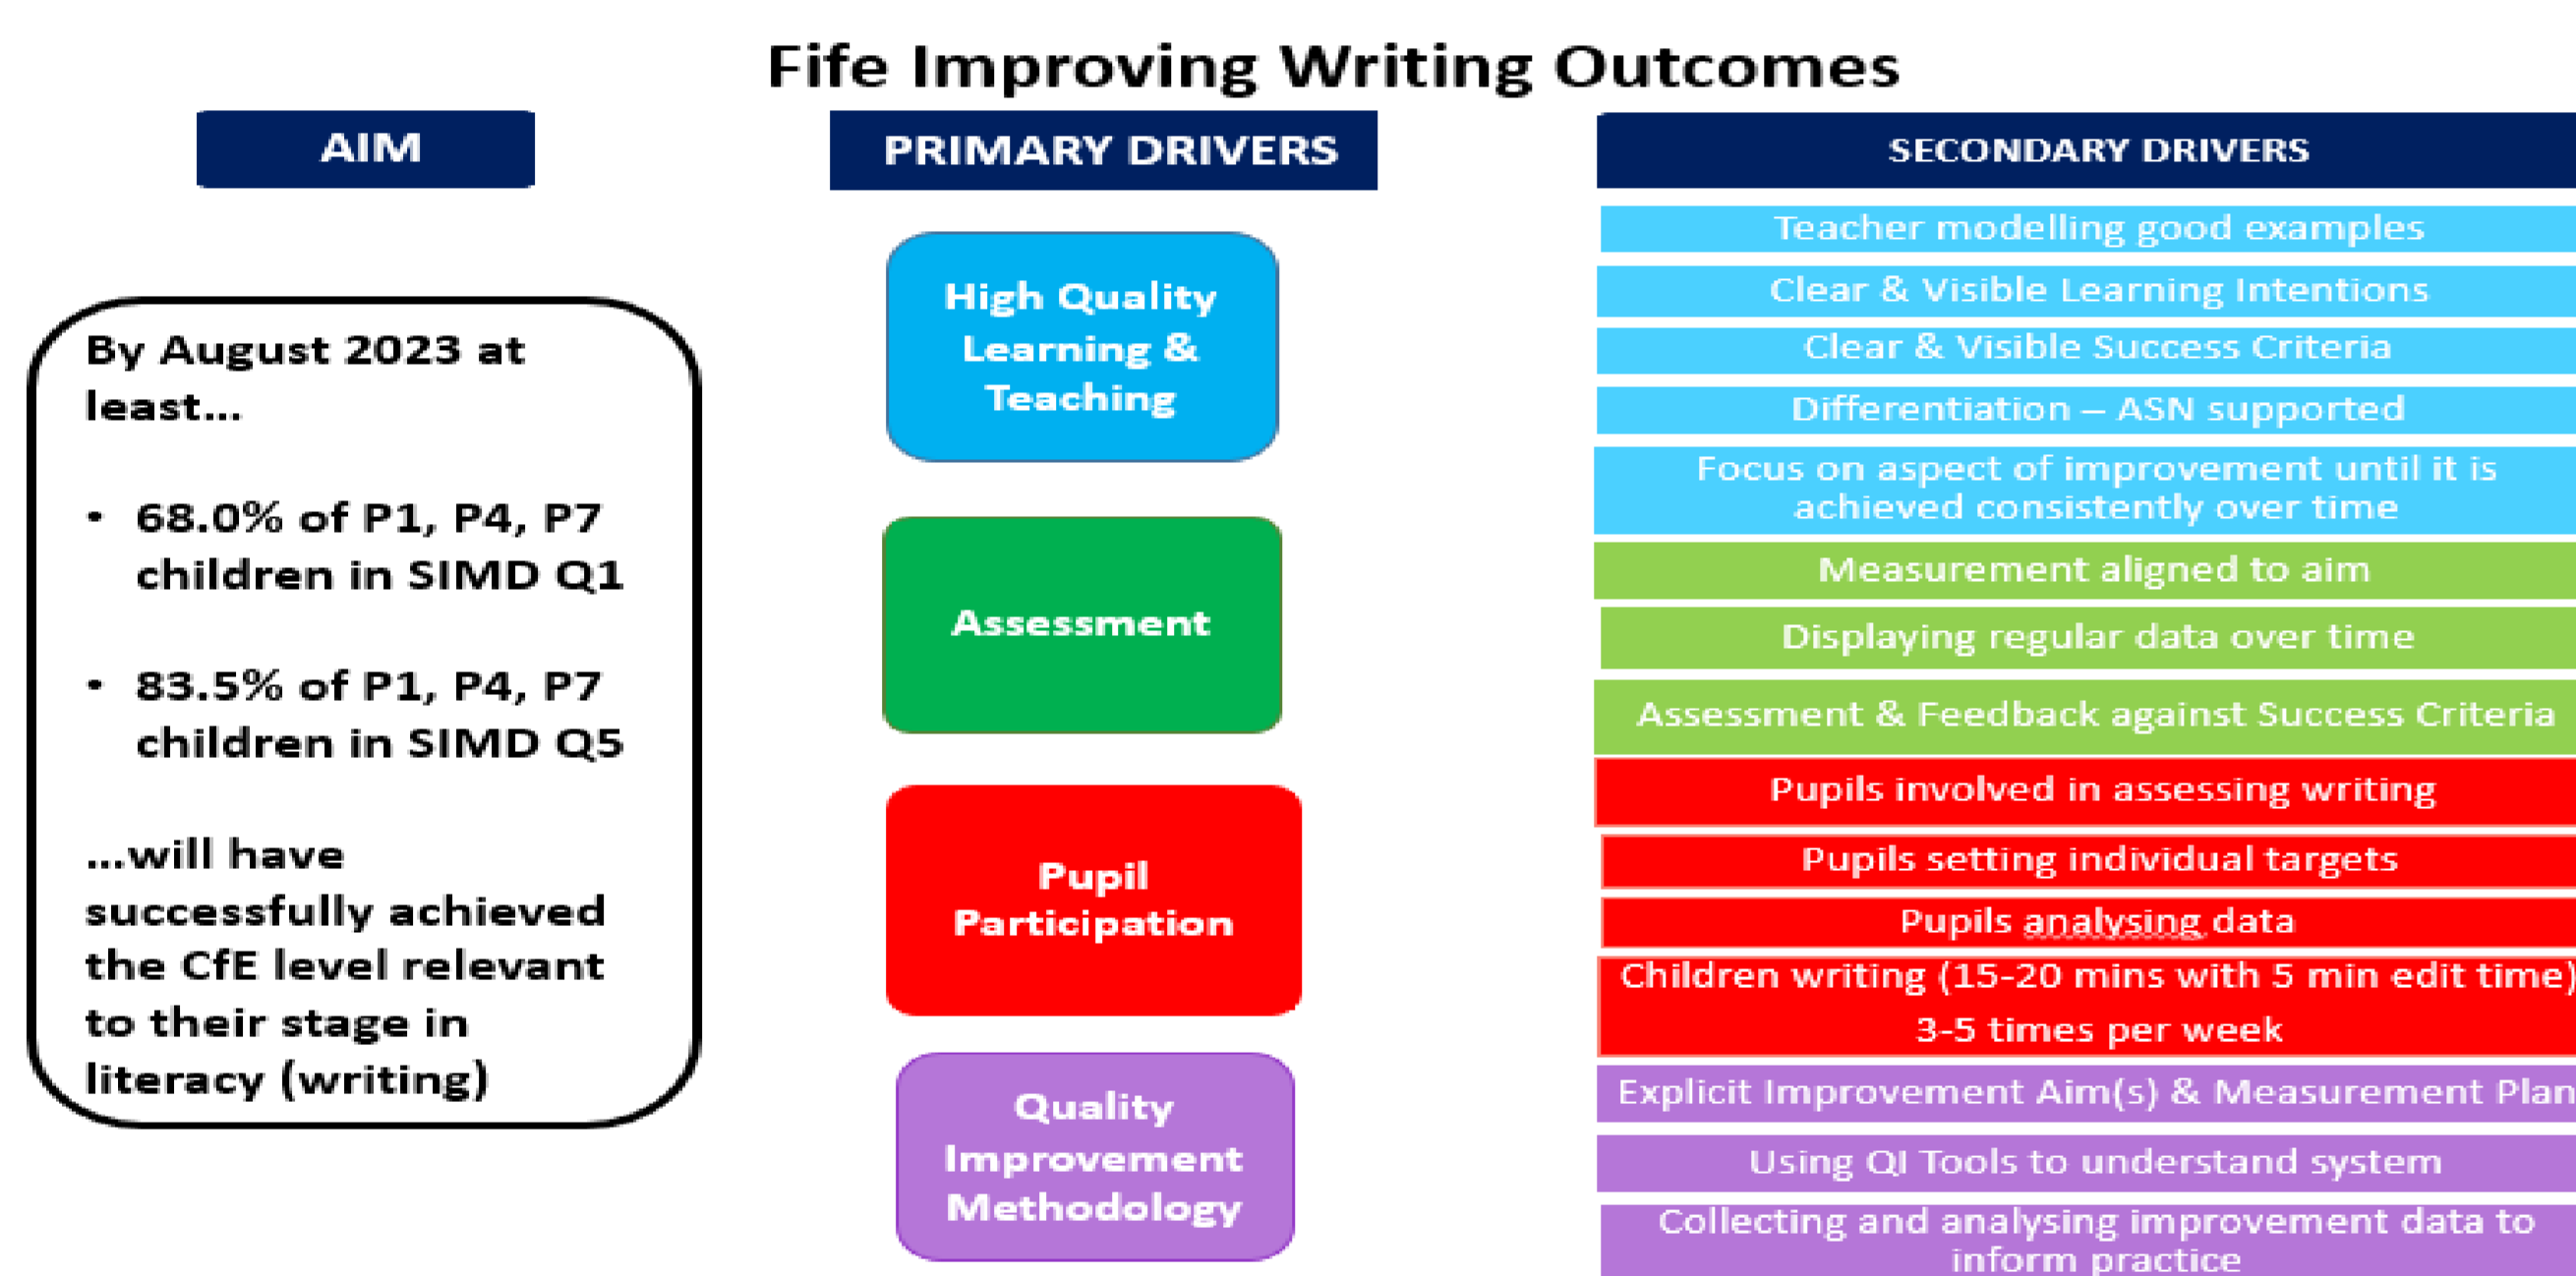 Fife Improving Writing Outcomes
AIM
By August 2023 at
least...
• 68.0% of P1, P4, P7
children in SIMD Q1
• 83.5% of P1, P4, P7
children in SIMD Q5
...will have
successfully achieved
the CfE level relevant
to their stage in
literacy (writing)
PRIMARY DRIVERS
High Quality
Learning &
Teaching
Assessment
Pupil
Participation
Quality
Improvement
Methodology
SECONDARY DRIVERS
Teacher modelling good examples
Clear & Visible Learning Intentions
Clear & Visible Success Criteria
Differentiation – ASN supported
Focus on aspect of improvement until it is
achieved consistently over time
Measurement aligned to aim
Displaying regular data over time
Assessment & Feedback against Success Criteria
Pupils involved in assessing writing
Pupils setting individual targets
Pupils analysing data
Children writing (15-20 mins with 5 min edit time)
3-5 times per week
Explicit Improvement Aim(s) & Measurement Plan
Using QI Tools to understand system
Collecting and analysing improvement data to
inform practice